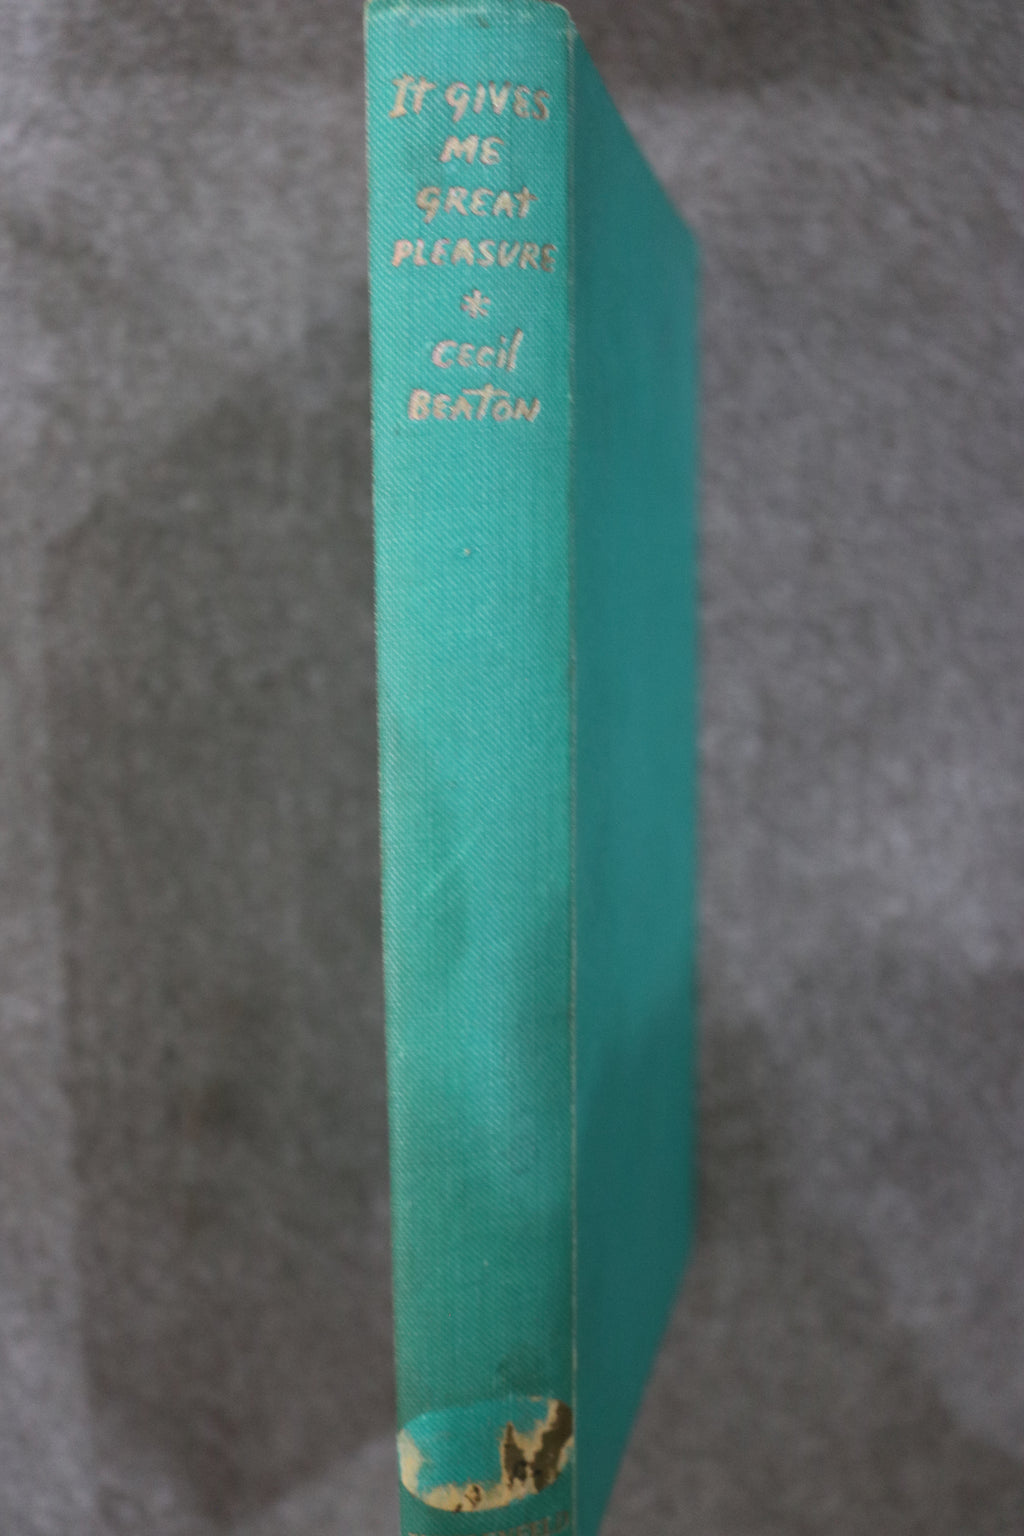 It GiVES
ME
GREAt
PLEASURE
*
CECil
BEATON